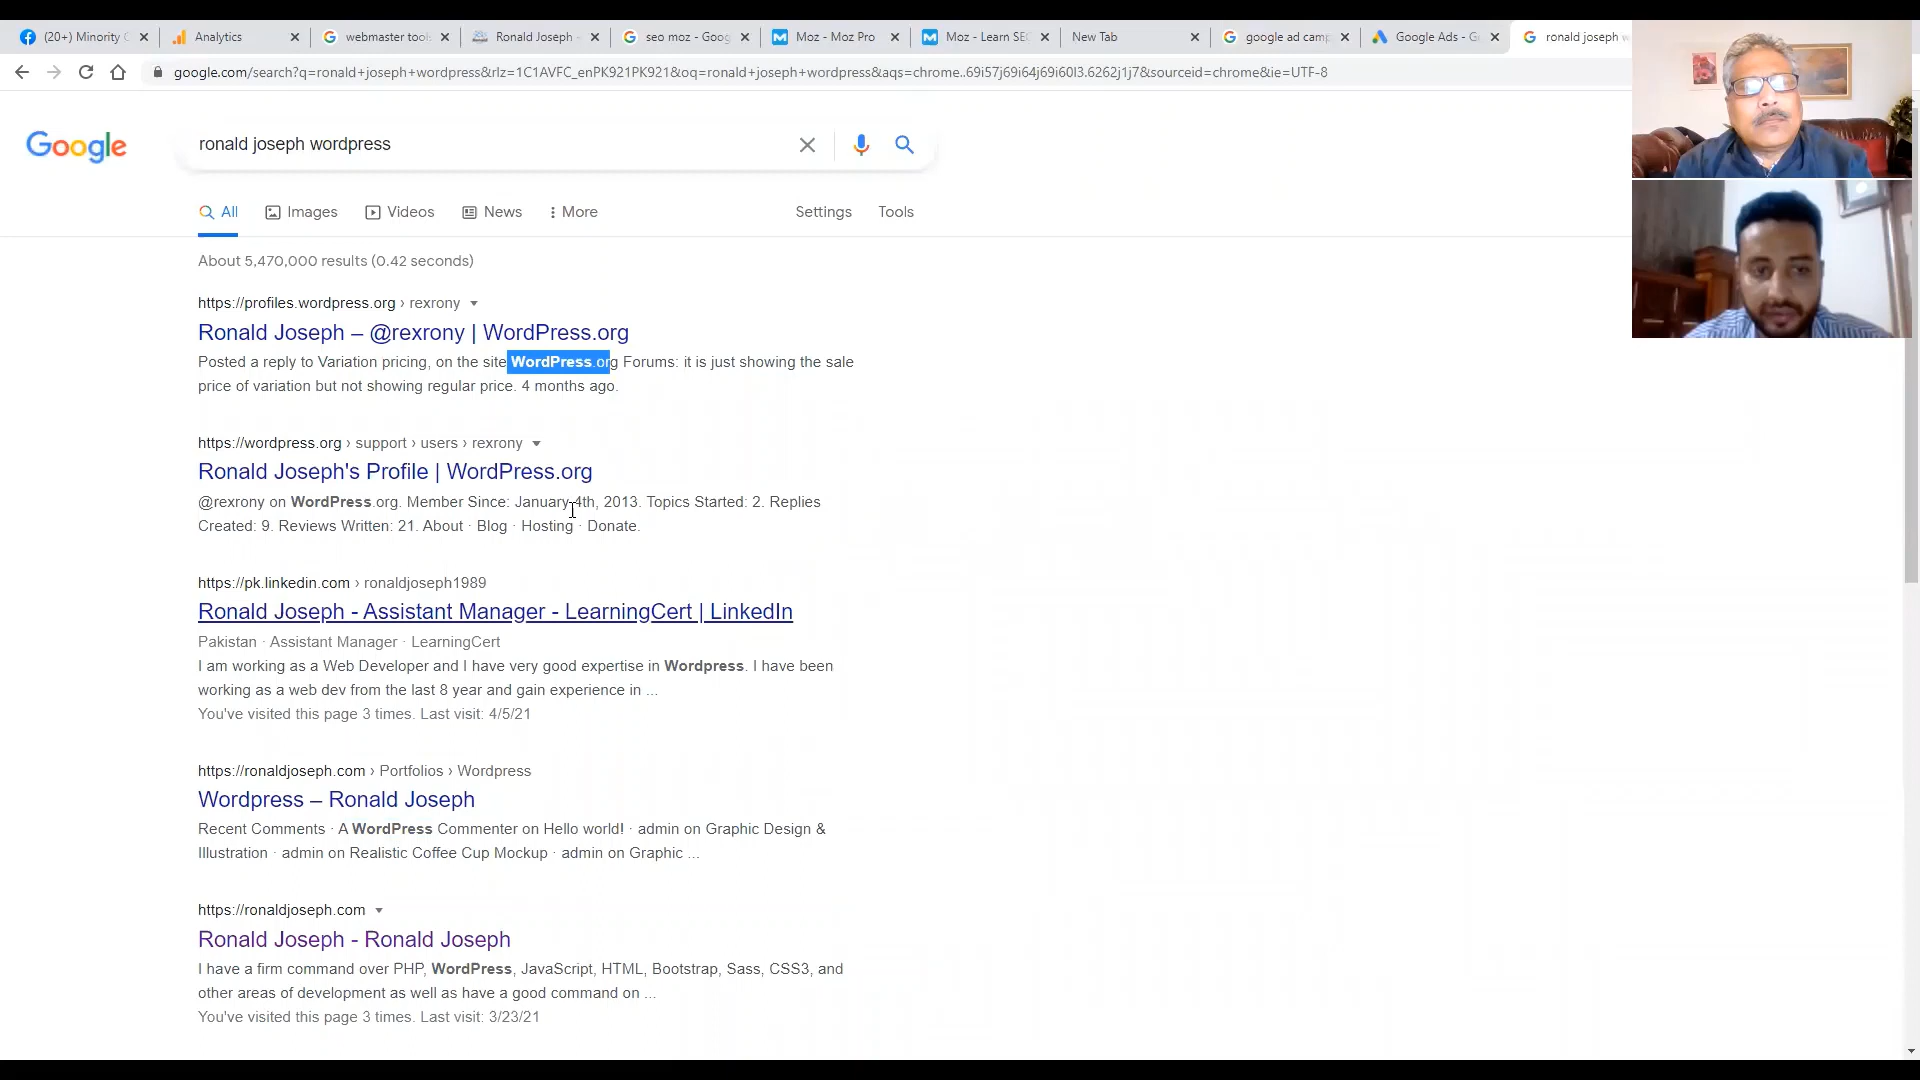 (20+) Minority
Analytics
webmaster tool
Ronald Joseph -
seo moz - Goog
Moz - Moz Pro
Moz - Learn SEO
New Tab
google ad camp
Google Ads - G
ronald joseph w
google.com/search?q=ronald+joseph+wordpress&rlz=1C1AVFC_enPK921PK921&oq=ronald+joseph+wordpress&aqs=chrome..69i57j69i64j69i60l3.6262j1j7&sourceid=chrome&ie=UTF-8
Google
ronald joseph wordpress
All
Images
Videos
News
More
Settings
Tools
About 5,470,000 results (0.42 seconds)
https://profiles.wordpress.org › rexrony
Ronald Joseph – @rexrony | WordPress.org
Posted a reply to Variation pricing, on the site WordPress.org Forums: it is just showing the sale
price of variation but not showing regular price. 4 months ago.
https://wordpress.org › support › users › rexrony
Ronald Joseph's Profile | WordPress.org
@rexrony on WordPress.org. Member Since: January 4th, 2013. Topics Started: 2. Replies
Created: 9. Reviews Written: 21. About · Blog · Hosting · Donate.
https://pk.linkedin.com › ronaldjoseph1989
Ronald Joseph - Assistant Manager - LearningCert | LinkedIn
Pakistan · Assistant Manager · LearningCert
I am working as a Web Developer and I have very good expertise in Wordpress. I have been
working as a web dev from the last 8 year and gain experience in ...
You've visited this page 3 times. Last visit: 4/5/21
https://ronaldjoseph.com › Portfolios › Wordpress
Wordpress – Ronald Joseph
Recent Comments · A WordPress Commenter on Hello world! · admin on Graphic Design &
Illustration · admin on Realistic Coffee Cup Mockup · admin on Graphic ...
https://ronaldjoseph.com
Ronald Joseph - Ronald Joseph
I have a firm command over PHP, WordPress, JavaScript, HTML, Bootstrap, Sass, CSS3, and
other areas of development as well as have a good command on ...
You've visited this page 3 times. Last visit: 3/23/21